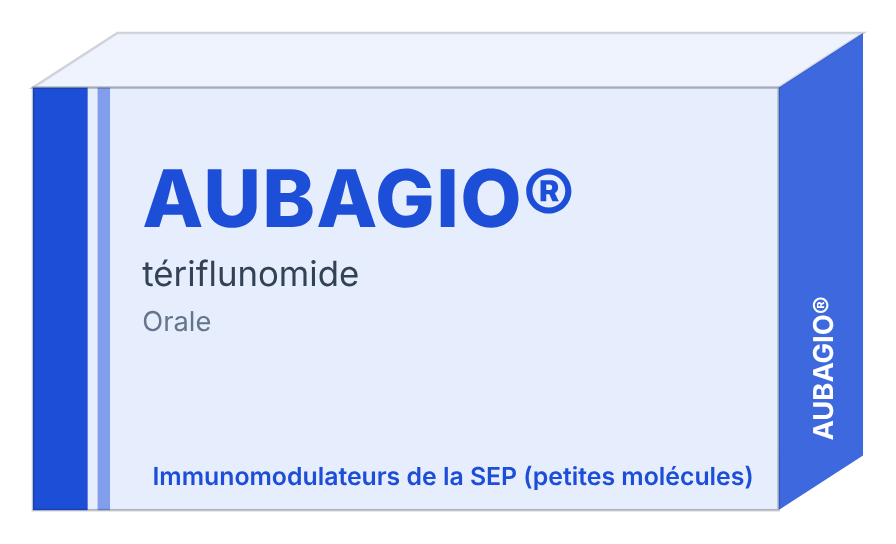 AUBAGIO®
tériflunomide
Orale
Immunomodulateurs de la SEP (petites molécules)
AUBAGIO®